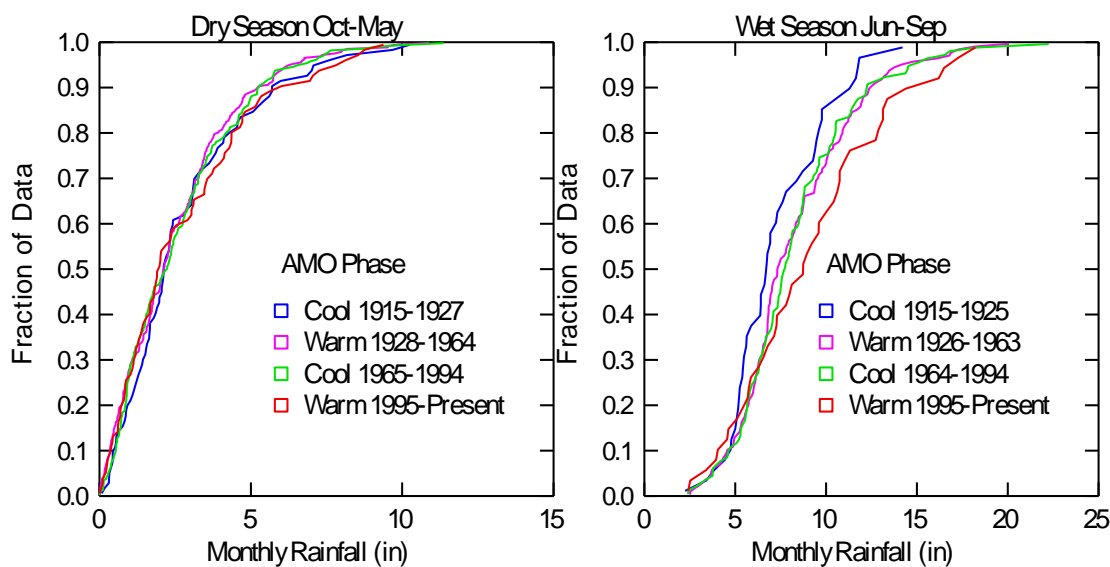 Dry Season Oct-May
1.0
0.9
0.8
0.7
0.6
0.5
0.4
0.3
0.2
0.1
0.0
Fraction of Data
AMO Phase
Cool 1915-1927
Warm 1928-1964
Cool 1965-1994
Warm 1995-Present
0 5 10 15
Monthly Rainfall (in)
Wet Season Jun-Sep
1.0
0.9
0.8
0.7
0.6
0.5
0.4
0.3
0.2
0.1
0.0
Fraction of Data
AMO Phase
Cool 1915-1925
Warm 1926-1963
Cool 1964-1994
Warm 1995-Present
0 5 10 15 20 25
Monthly Rainfall (in)